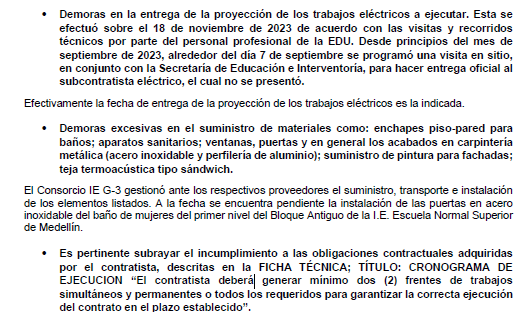 • Demoras en la entrega de la proyección de los trabajos eléctricos a ejecutar. Esta se
efectuó sobre el 18 de noviembre de 2023 de acuerdo con las visitas y recorridos
técnicos por parte del personal profesional de la EDU. Desde principios del mes de
septiembre de 2023, alrededor del día 7 de septiembre se programó una visita en sitio,
en conjunto con la Secretaría de Educación e Interventoría, para hacer entrega oficial al
subcontratista eléctrico, el cual no se presentó.
Efectivamente la fecha de entrega de la proyección de los trabajos eléctricos es la indicada.
• Demoras excesivas en el suministro de materiales como: enchapes piso-pared para
baños; aparatos sanitarios; ventanas, puertas y en general los acabados en carpintería
metálica (acero inoxidable y perfilería de aluminio); suministro de pintura para fachadas;
teja termoacústica tipo sándwich.
El Consorcio IE G-3 gestionó ante los respectivos proveedores el suministro, transporte e instalación
de los elementos listados. A la fecha se encuentra pendiente la instalación de las puertas en acero
inoxidable del baño de mujeres del primer nivel del Bloque Antiguo de la I.E. Escuela Normal Superior
de Medellín.
• Es pertinente subrayar el incumplimiento a las obligaciones contractuales adquiridas
por el contratista, descritas en la FICHA TÉCNICA; TÍTULO: CRONOGRAMA DE
EJECUCION “El contratista deberá generar mínimo dos (2) frentes de trabajos
simultáneos y permanentes o todos los requeridos para garantizar la correcta ejecución
del contrato en el plazo establecido”.